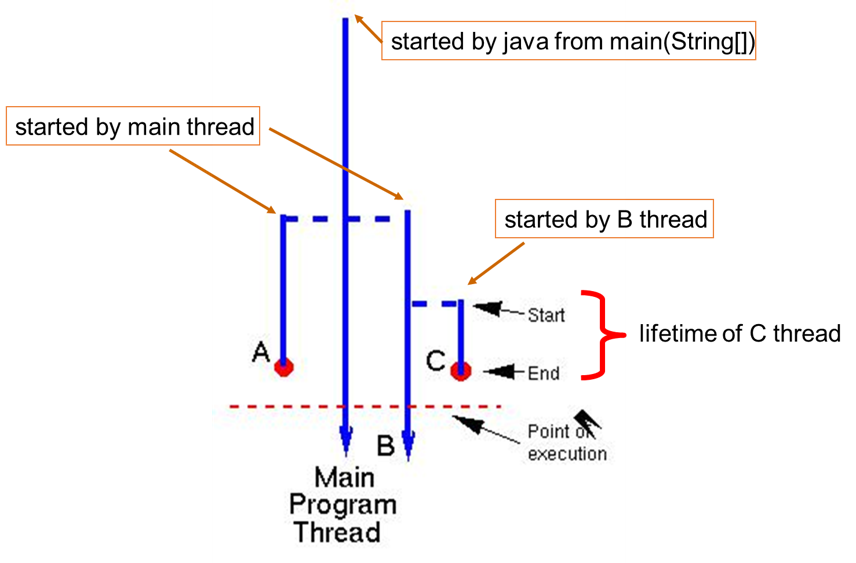 started by java from main(String[])
started by main thread
started by B thread
Start
lifetime of C thread
A
C
End
Point of
execution
B
Main
Program
Thread